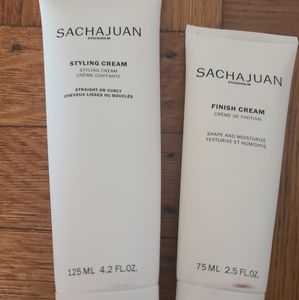 SACHAJUAN
STOCKHOLM
STYLING CREAM
STYLING CREAM
CRÈME COIFFANTE
STRAIGHT OR CURLY
CHEVEUX LISSES OU BOUCLÉS
125 ML 4.2 FL.OZ.
SACHAJUAN
STOCKHOLM
FINISH CREAM
CRÈME DE FINITION
SHAPE AND MOISTURIZE
TEXTURISE ET HUMIDIFIE
75 ML 2.5 FL.OZ.